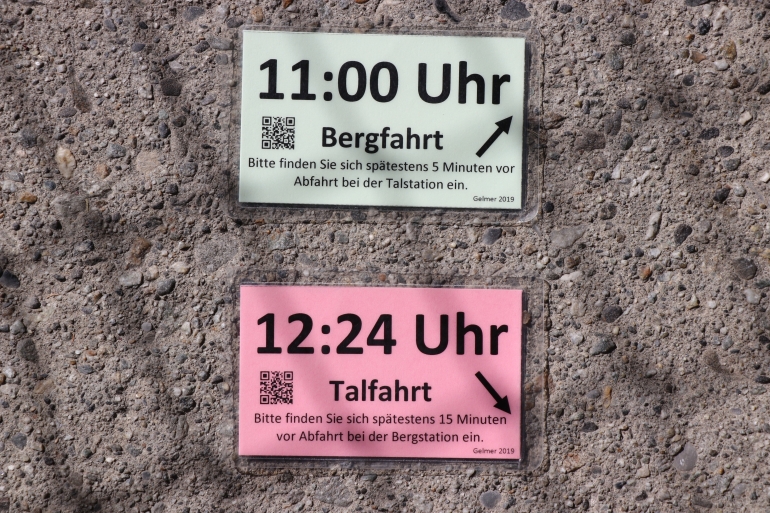 11:00 Uhr
Bergfahrt
Bitte finden Sie sich spätestens 5 Minuten vor
Abfahrt bei der Talstation ein.
Gelmer 2019
12:24 Uhr
Talfahrt
Bitte finden Sie sich spätestens 15 Minuten
vor Abfahrt bei der Bergstation ein.
Gelmer 2019